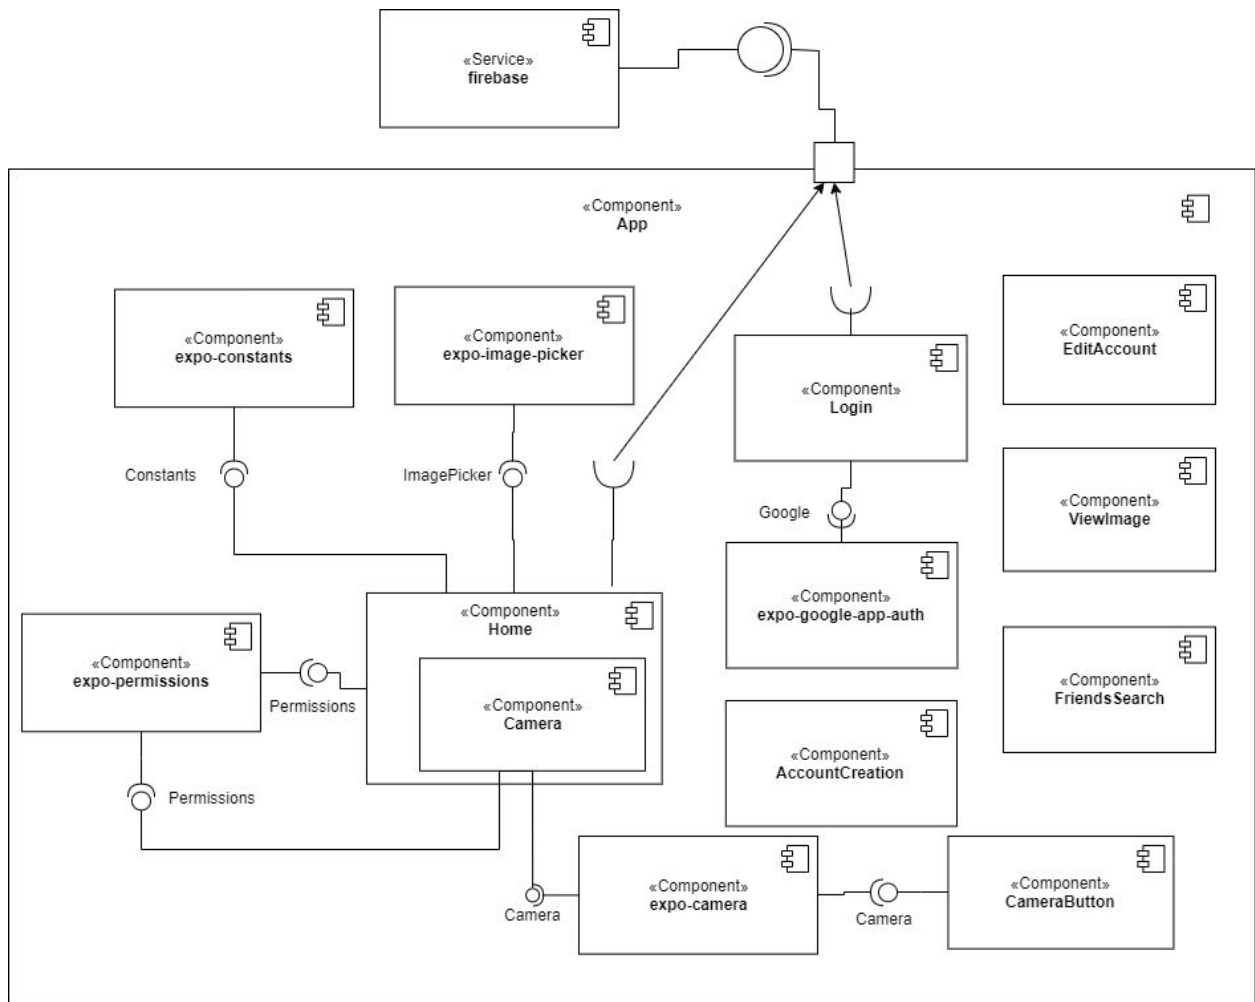 «Service»
firebase
«Component»
App
«Component»
expo-constants
«Component»
expo-image-picker
«Component»
Login
«Component»
EditAccount
Constants
ImagePicker
Google
«Component»
ViewImage
«Component»
Home
«Component»
expo-google-app-auth
«Component»
expo-permissions
Permissions
«Component»
Camera
«Component»
FriendsSearch
«Component»
AccountCreation
Permissions
«Component»
expo-camera
«Component»
CameraButton
Camera
Camera